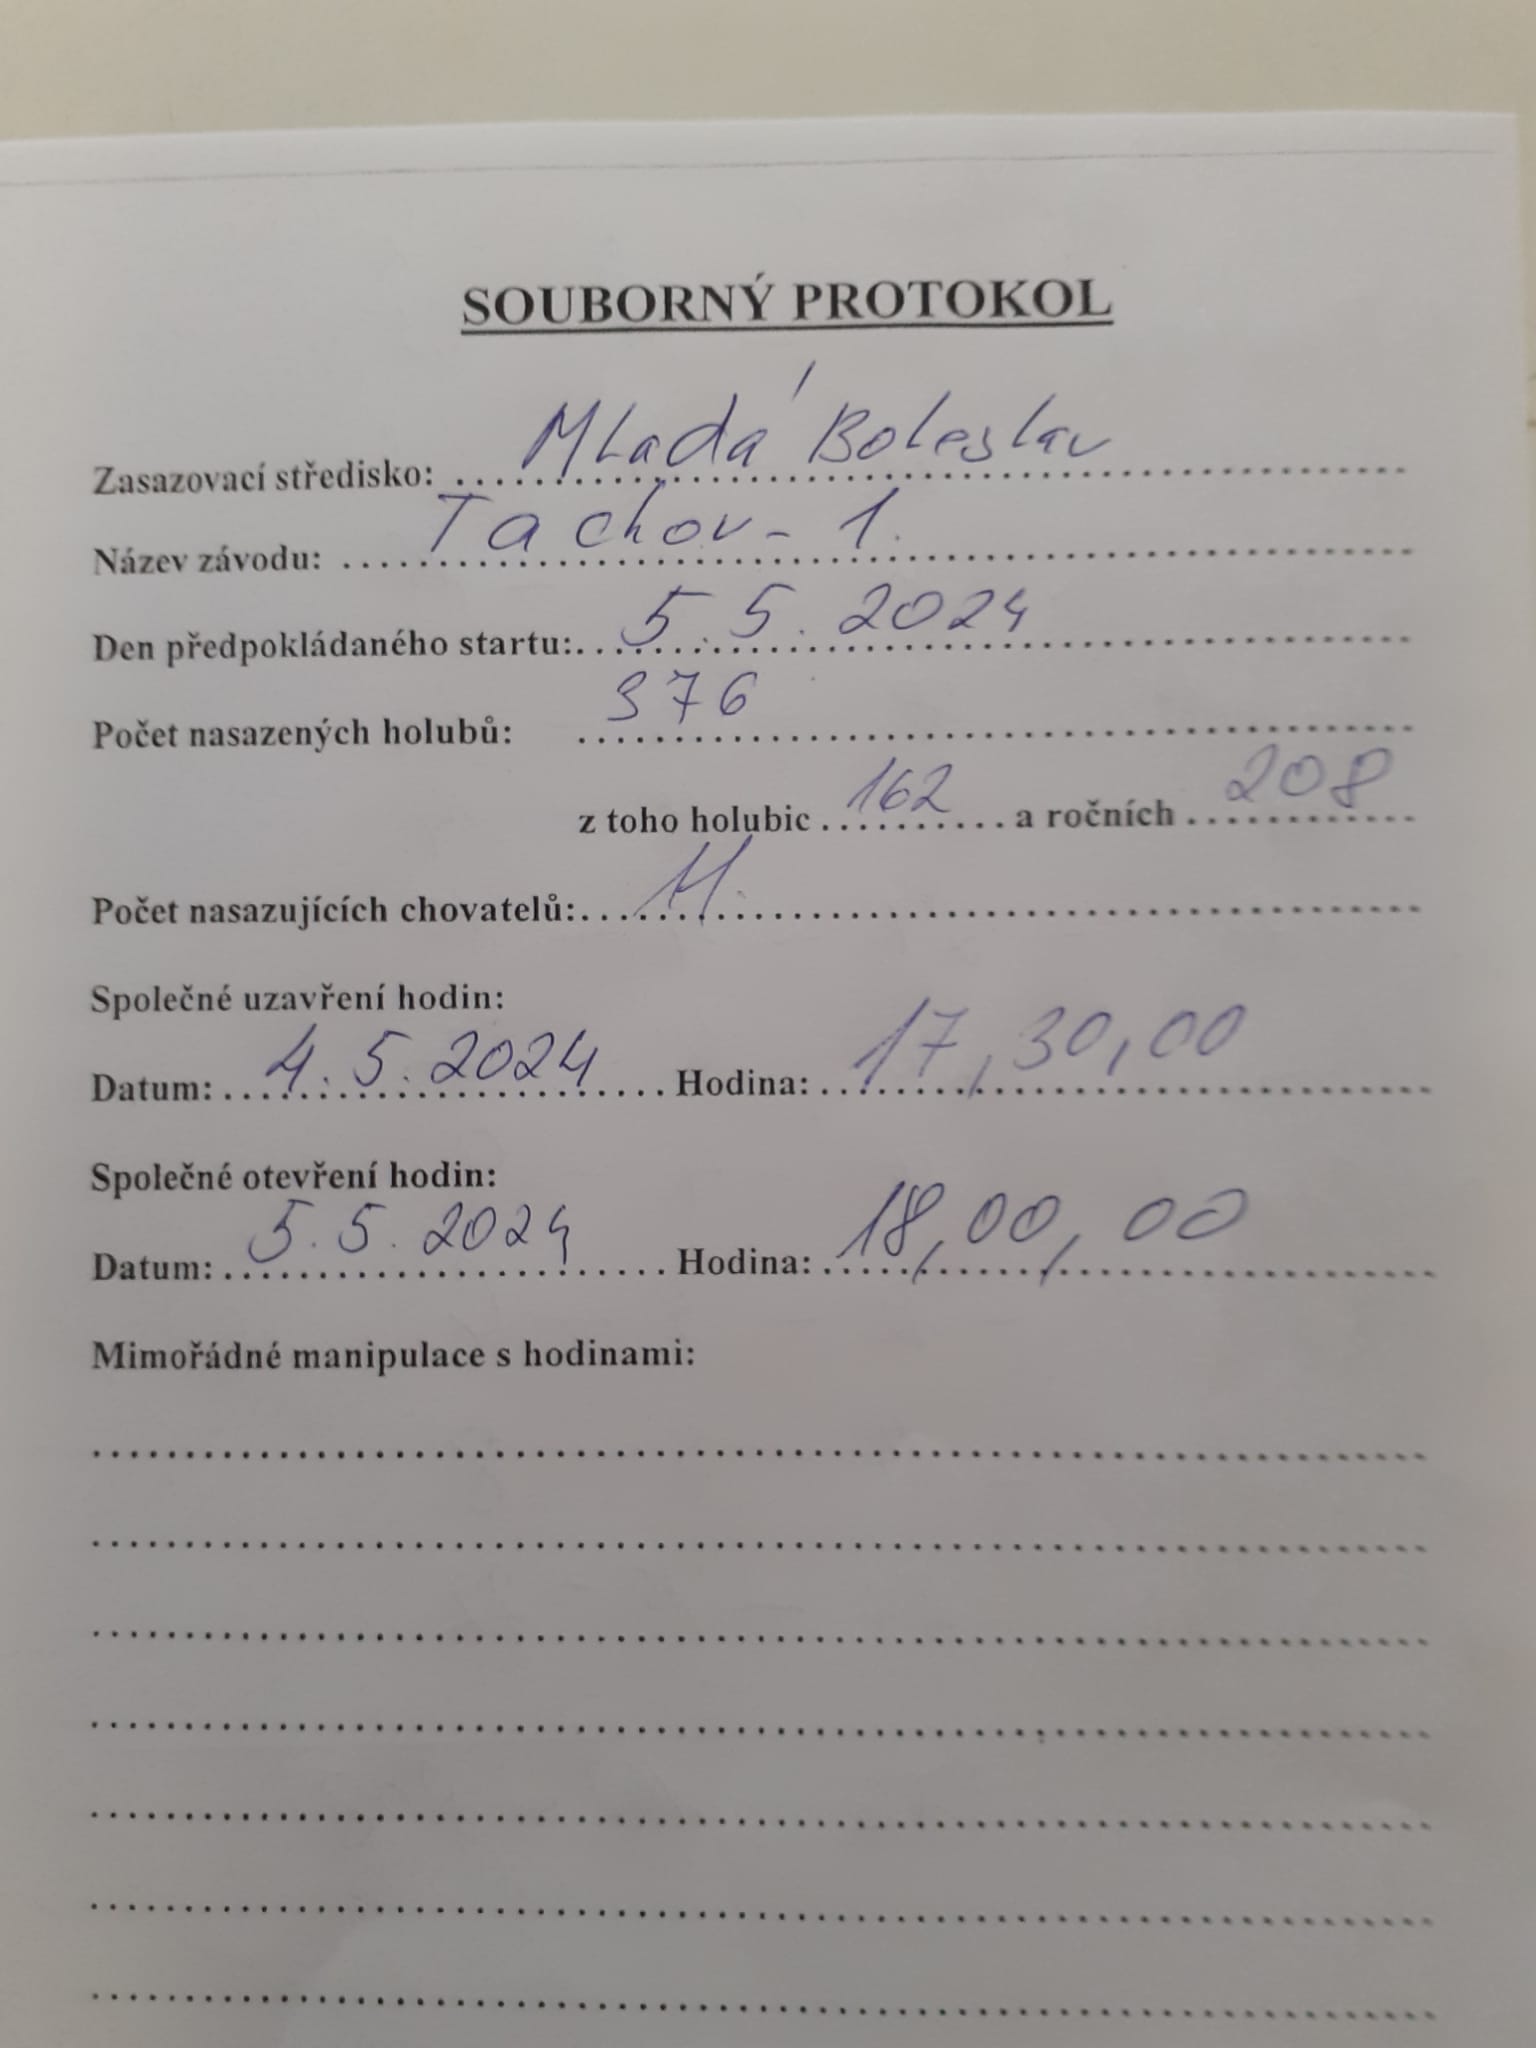 SOUBORNÝ PROTOKOL
Zasazovací středisko: Mladá Boleslav
Název závodu: Tachov - 1.
Den předpokládaného startu: 5.5.2024
Počet nasazených holubů: 376
z toho holubic 162 a ročních 208
Počet nasazujících chovatelů: 11.
Společné uzavření hodin:
Datum: 4.5.2024 Hodina: 17,30,00
Společné otevření hodin:
Datum: 5.5.2024 Hodina: 18,00,00
Mimořádné manipulace s hodinami: